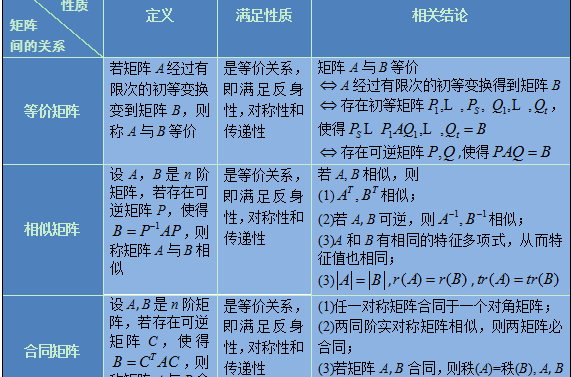 性质
矩阵
间的关系
定义
满足性质
相关结论
等价矩阵
若矩阵 A 经过有
限次的初等变换
变到矩阵 B，则
称 A 与 B 等价
是等价关系，
即满足反身
性，对称性和
传递性
矩阵 A 与 B 等价
⇔ A 经过有限次的初等变换得到矩阵 B
⇔ 存在初等矩阵 P₁,L , P_S , Q₁,L , Q_t ，
使得 P_S L P₁AQ₁,L , Q_t = B
⇔ 存在可逆矩阵 P,Q ,使得 PAQ = B
相似矩阵
设 A，B 是 n 阶
矩阵，若存在可
逆矩阵 P，使得
B = P⁻¹AP，则
称矩阵 A 与 B 相
似
是等价关系，
即满足反身
性，对称性和
传递性
若 A, B 相似，则
(1) Aᵀ , Bᵀ 相似；
(2)若 A, B 可逆，则 A⁻¹, B⁻¹ 相似；
(3)A 和 B 有相同的特征多项式，从而特
征值也相同；
(3) |A| = |B| , r(A) = r(B) , tr(A) = tr(B)
合同矩阵
设 A,B 是 n 阶矩
阵，若存在可逆
矩阵 C，使得
B = CᵀAC，则
是等价关系，
即满足反身
性，对称性和
传递性
(1)任一对称矩阵合同于一个对角矩阵；
(2)两同阶实对称矩阵相似，则两矩阵必
合同；
(3)若矩阵 A, B 合同，则秩(A)=秩(B), A, B